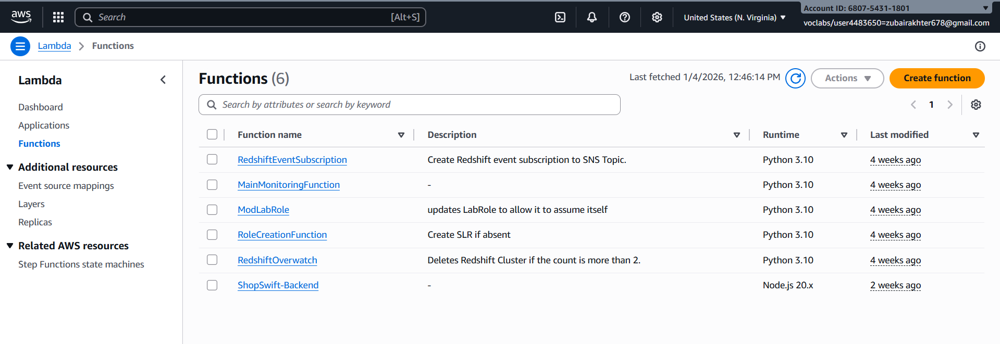 aws
Search [Alt+S]
United States (N. Virginia)
Account ID: 6807-5431-1801
voclabs/user4483650=zubairakhter678@gmail.com
Lambda Functions
Lambda
Dashboard
Applications
Functions
Additional resources
Event source mappings
Layers
Replicas
Related AWS resources
Step Functions state machines
Functions (6)
Last fetched 1/4/2026, 12:46:14 PM
Actions
Create function
Search by attributes or search by keyword
1
Function name Description Runtime Last modified
RedshiftEventSubscription Create Redshift event subscription to SNS Topic. Python 3.10 4 weeks ago
MainMonitoringFunction - Python 3.10 4 weeks ago
ModLabRole updates LabRole to allow it to assume itself Python 3.10 4 weeks ago
RoleCreationFunction Create SLR if absent Python 3.10 4 weeks ago
RedshiftOverwatch Deletes Redshift Cluster if the count is more than 2. Python 3.10 4 weeks ago
ShopSwift-Backend - Node.js 20.x 2 weeks ago